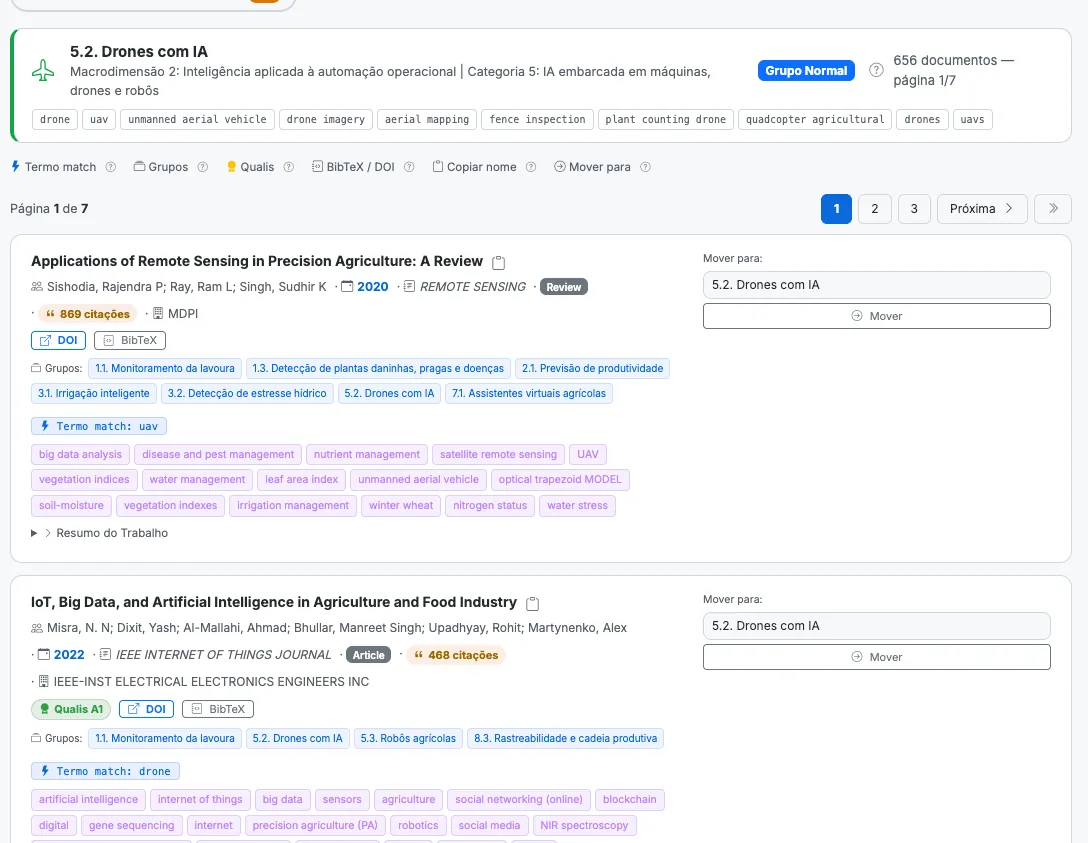 5.2. Drones com IA
Macrodimensão 2: Inteligência aplicada à automação operacional | Categoria 5: IA embarcada em máquinas,
drones e robôs
Grupo Normal ? 656 documentos —
página 1/7
drone uav unmanned aerial vehicle drone imagery aerial mapping fence inspection plant counting drone quadcopter agricultural drones uavs
Termo match ? Grupos ? Qualis ? BibTeX / DOI ? Copiar nome ? Mover para ?
Página 1 de 7
1 2 3 Próxima
Applications of Remote Sensing in Precision Agriculture: A Review
Sishodia, Rajendra P; Ray, Ram L; Singh, Sudhir K · 2020 · REMOTE SENSING · Review
· 869 citações · MDPI
DOI BibTeX
Grupos: 1.1. Monitoramento da lavoura 1.3. Detecção de plantas daninhas, pragas e doenças 2.1. Previsão de produtividade
3.1. Irrigação inteligente 3.2. Detecção de estresse hídrico 5.2. Drones com IA 7.1. Assistentes virtuais agrícolas
Termo match: uav
big data analysis disease and pest management nutrient management satellite remote sensing UAV
vegetation indices water management leaf area index unmanned aerial vehicle optical trapezoid MODEL
soil-moisture vegetation indexes irrigation management winter wheat nitrogen status water stress
Resumo do Trabalho
Mover para:
5.2. Drones com IA
Mover
IoT, Big Data, and Artificial Intelligence in Agriculture and Food Industry
Misra, N. N; Dixit, Yash; Al-Mallahi, Ahmad; Bhullar, Manreet Singh; Upadhyay, Rohit; Martynenko, Alex
· 2022 · IEEE INTERNET OF THINGS JOURNAL · Article · 468 citações
· IEEE-INST ELECTRICAL ELECTRONICS ENGINEERS INC
Qualis A1 DOI BibTeX
Grupos: 1.1. Monitoramento da lavoura 5.2. Drones com IA 5.3. Robôs agrícolas 8.3. Rastreabilidade e cadeia produtiva
Termo match: drone
artificial intelligence internet of things big data sensors agriculture social networking (online) blockchain
digital gene sequencing internet precision agriculture (PA) robotics social media NIR spectroscopy
Mover para:
5.2. Drones com IA
Mover